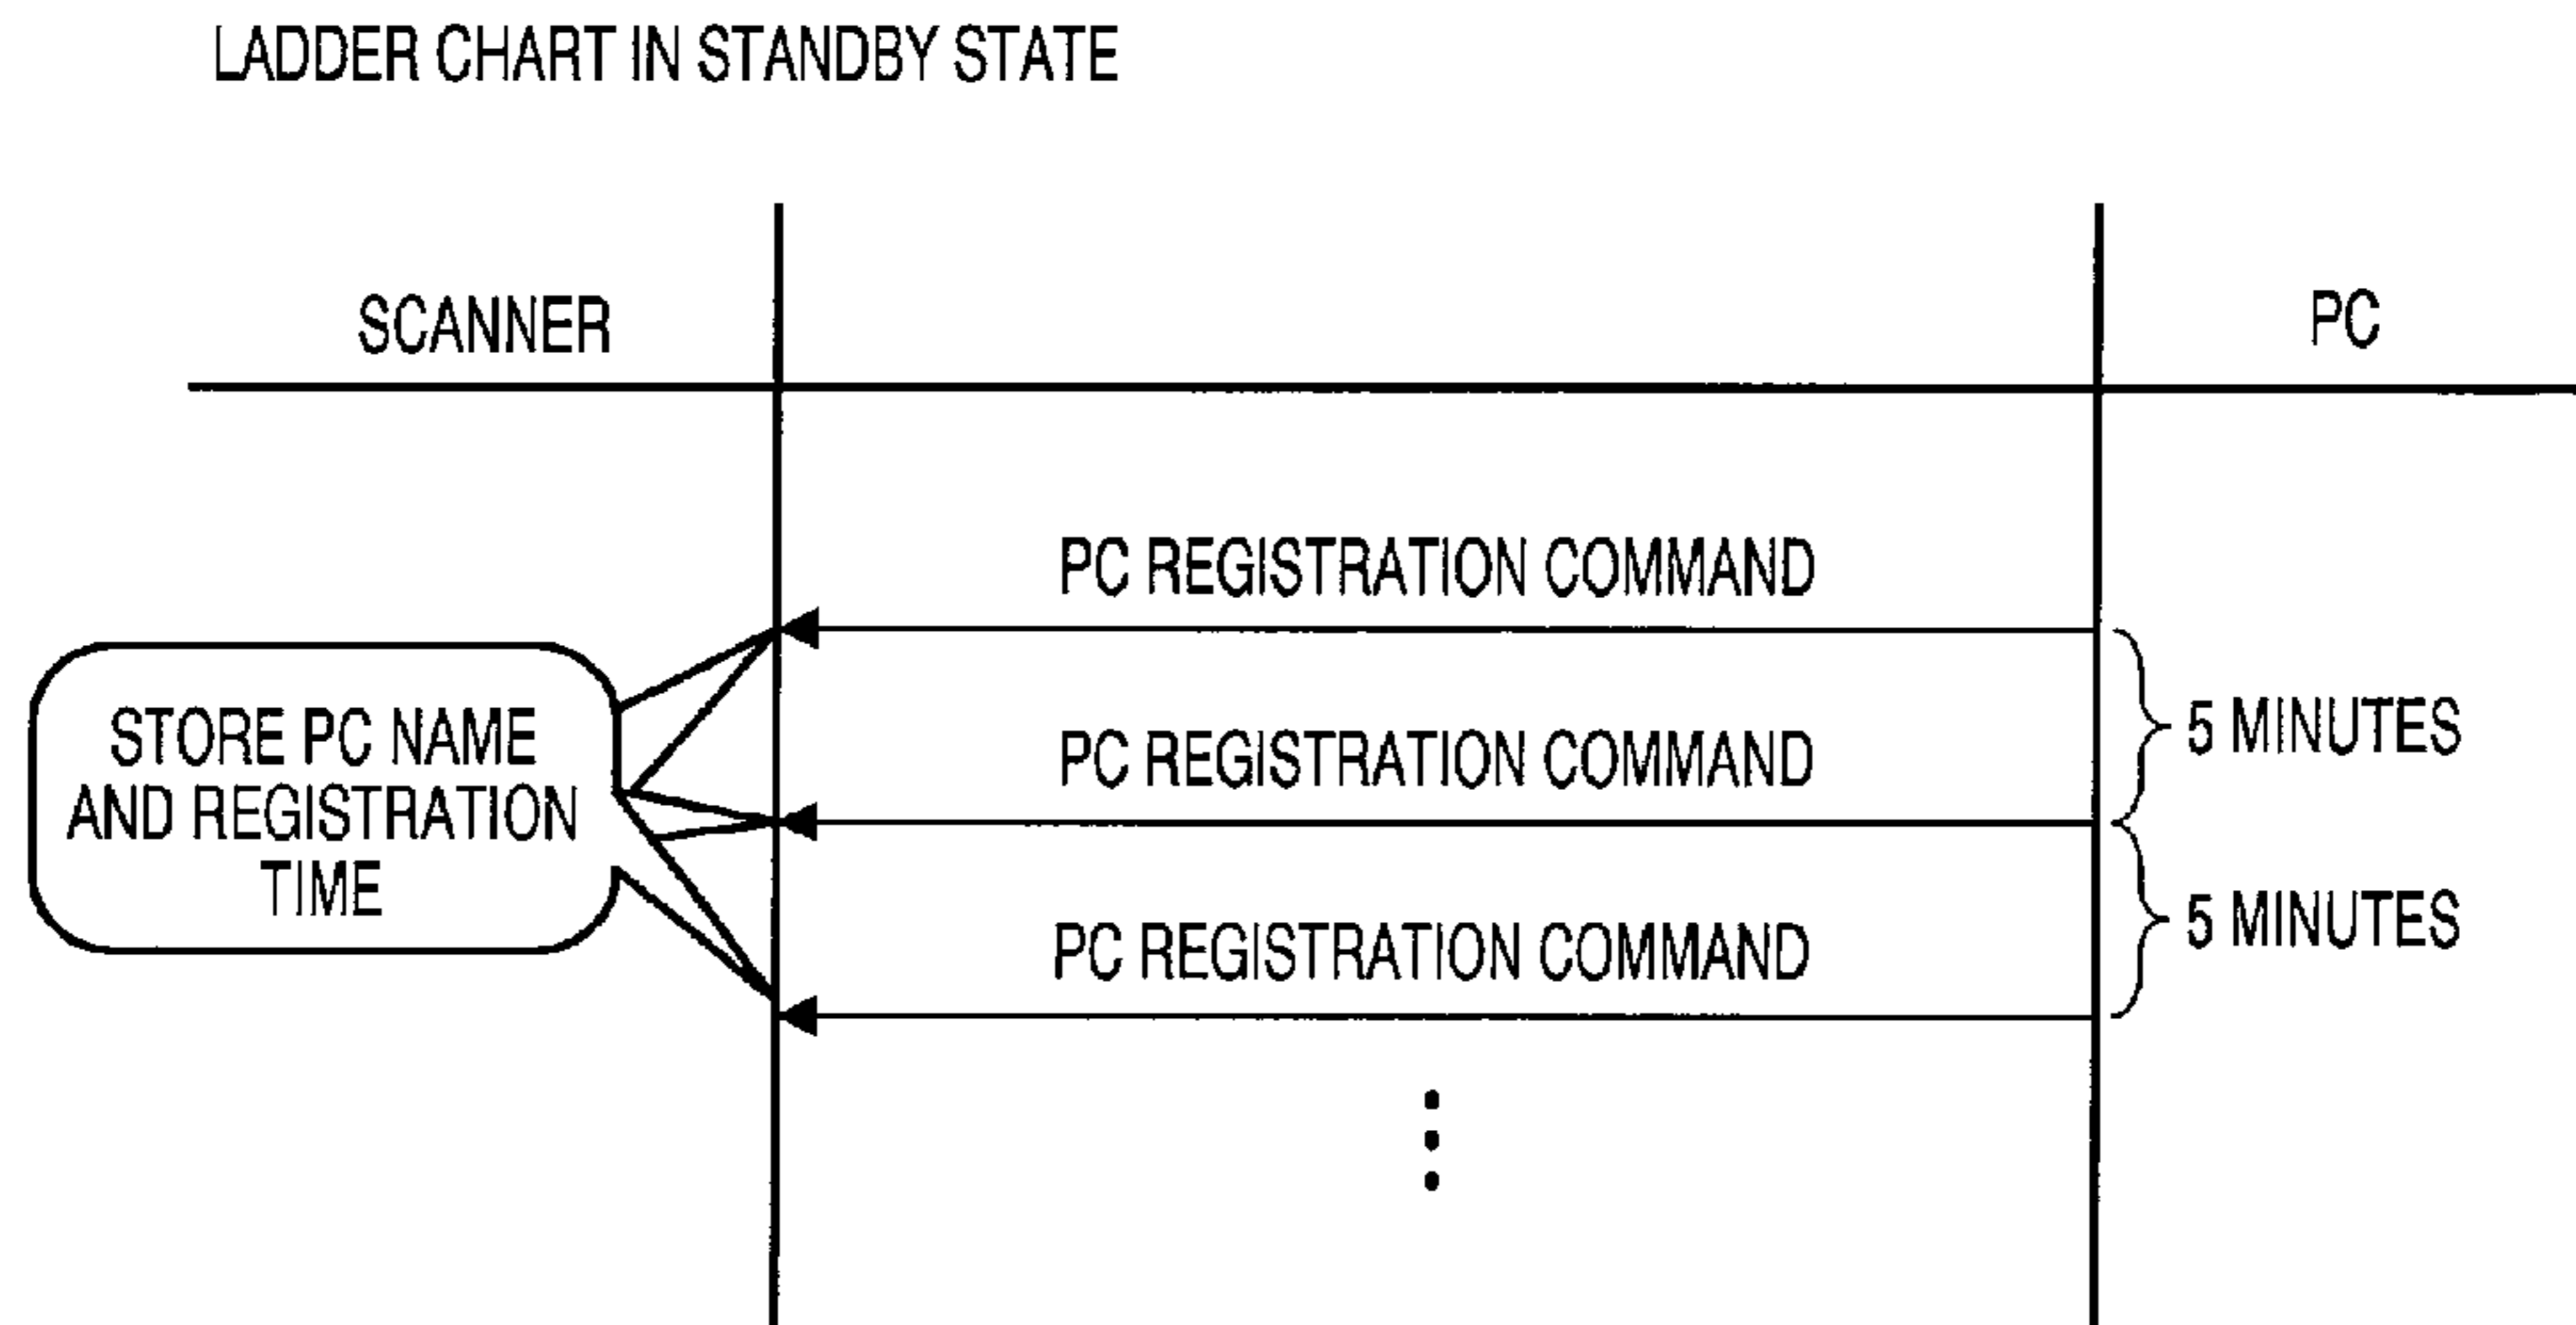 LADDER CHART IN STANDBY STATE
SCANNER
PC
PC REGISTRATION COMMAND
STORE PC NAME
AND REGISTRATION
TIME
PC REGISTRATION COMMAND
5 MINUTES
PC REGISTRATION COMMAND
5 MINUTES